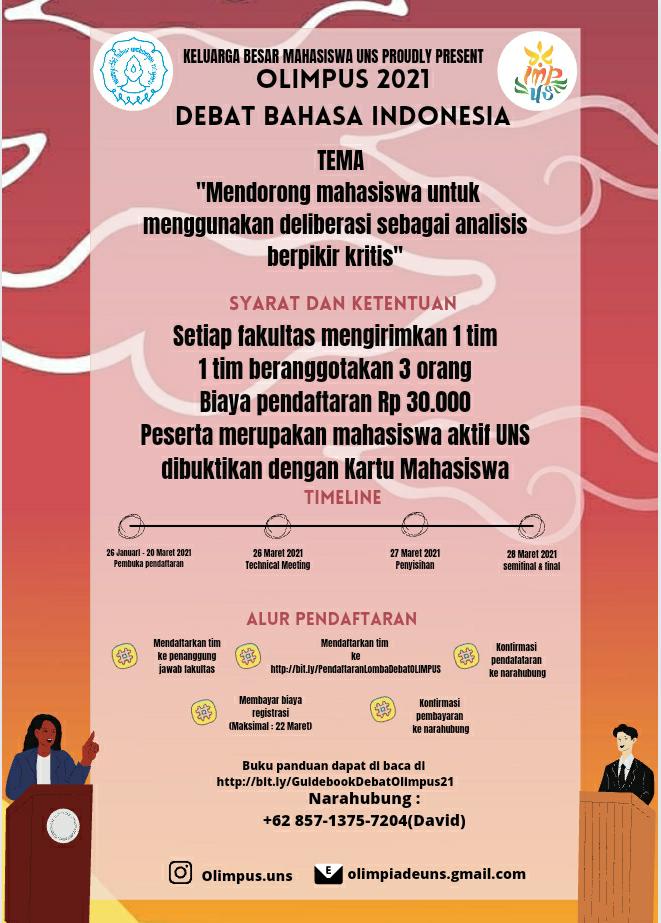 KELUARGA BESAR MAHASISWA UNS PROUDLY PRESENT
OLIMPUS 2021
DEBAT BAHASA INDONESIA
TEMA
"Mendorong mahasiswa untuk
menggunakan deliberasi sebagai analisis
berpikir kritis"
SYARAT DAN KETENTUAN
Setiap fakultas mengirimkan 1 tim
1 tim beranggotakan 3 orang
Biaya pendaftaran Rp 30.000
Peserta merupakan mahasiswa aktif UNS
dibuktikan dengan Kartu Mahasiswa
TIMELINE
26 Januari - 20 Maret 2021
Pembuka pendaftaran
26 Maret 2021
Technical Meeting
27 Maret 2021
Penyisihan
28 Maret 2021
semifinal & final
ALUR PENDAFTARAN
Mendaftarkan tim
ke penanggung
jawab fakultas
Mendaftarkan tim
ke
http://bit.ly/PendaftaranLombaDebatOLIMPUS
Konfirmasi
pendafataran
ke narahubung
Membayar biaya
registrasi
(Maksimal : 22 Maret)
Konfirmasi
pembayaran
ke narahubung
Buku panduan dapat di baca di
http://bit.ly/GuidebookDebatOlimpus21
Narahubung :
+62 857-1375-7204(David)
Olimpus.uns
E
olimpiadeuns.gmail.com